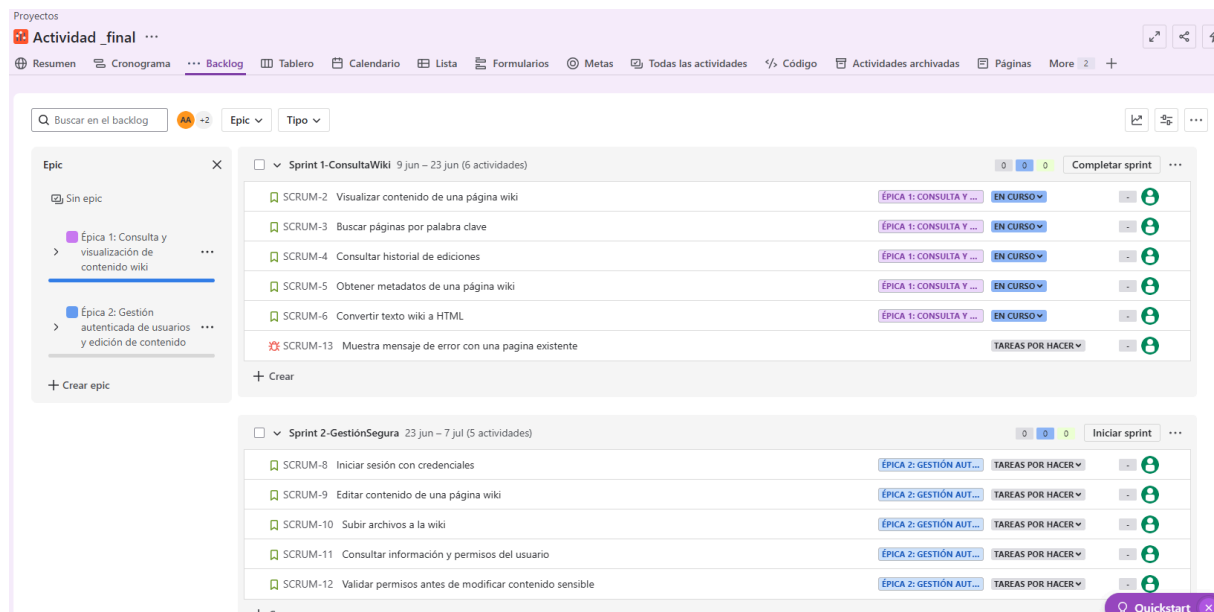 Proyectos
Actividad _final ...
Resumen Cronograma ... Backlog Tablero Calendario Lista Formularios Metas Todas las actividades Código Actividades archivadas Páginas More 2 +
Buscar en el backlog AA +2 Epic Tipo ...
Epic
Sin epic
Épica 1: Consulta y
visualización de
contenido wiki
...
Épica 2: Gestión
autenticada de usuarios
y edición de contenido
...
+ Crear epic
Sprint 1-ConsultaWiki 9 jun – 23 jun (6 actividades) 0 0 0 Completar sprint ...
SCRUM-2 Visualizar contenido de una página wiki ÉPICA 1: CONSULTA Y ... EN CURSO -
SCRUM-3 Buscar páginas por palabra clave ÉPICA 1: CONSULTA Y ... EN CURSO -
SCRUM-4 Consultar historial de ediciones ÉPICA 1: CONSULTA Y ... EN CURSO -
SCRUM-5 Obtener metadatos de una página wiki ÉPICA 1: CONSULTA Y ... EN CURSO -
SCRUM-6 Convertir texto wiki a HTML ÉPICA 1: CONSULTA Y ... EN CURSO -
SCRUM-13 Muestra mensaje de error con una pagina existente TAREAS POR HACER -
+ Crear
Sprint 2-GestiónSegura 23 jun – 7 jul (5 actividades) 0 0 0 Iniciar sprint ...
SCRUM-8 Iniciar sesión con credenciales ÉPICA 2: GESTIÓN AUT... TAREAS POR HACER -
SCRUM-9 Editar contenido de una página wiki ÉPICA 2: GESTIÓN AUT... TAREAS POR HACER -
SCRUM-10 Subir archivos a la wiki ÉPICA 2: GESTIÓN AUT... TAREAS POR HACER -
SCRUM-11 Consultar información y permisos del usuario ÉPICA 2: GESTIÓN AUT... TAREAS POR HACER -
SCRUM-12 Validar permisos antes de modificar contenido sensible ÉPICA 2: GESTIÓN AUT... TAREAS POR HACER -
Quickstart